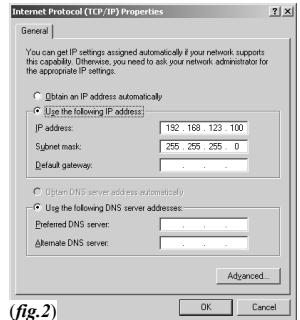 Internet Protocol (TCP/IP) Properties
General
You can get IP settings assigned automatically if your network supports
this capability. Otherwise, you need to ask your network administrator for
the appropriate IP settings.
Obtain an IP address automatically
Use the following IP address:
IP address: 192 . 168 . 123 . 100
Subnet mask: 255 . 255 . 255 . 0
Default gateway: . . .
Obtain DNS server address automatically
Use the following DNS server addresses:
Preferred DNS server: . . .
Alternate DNS server: . . .
Advanced...
OK Cancel
(fig.2)